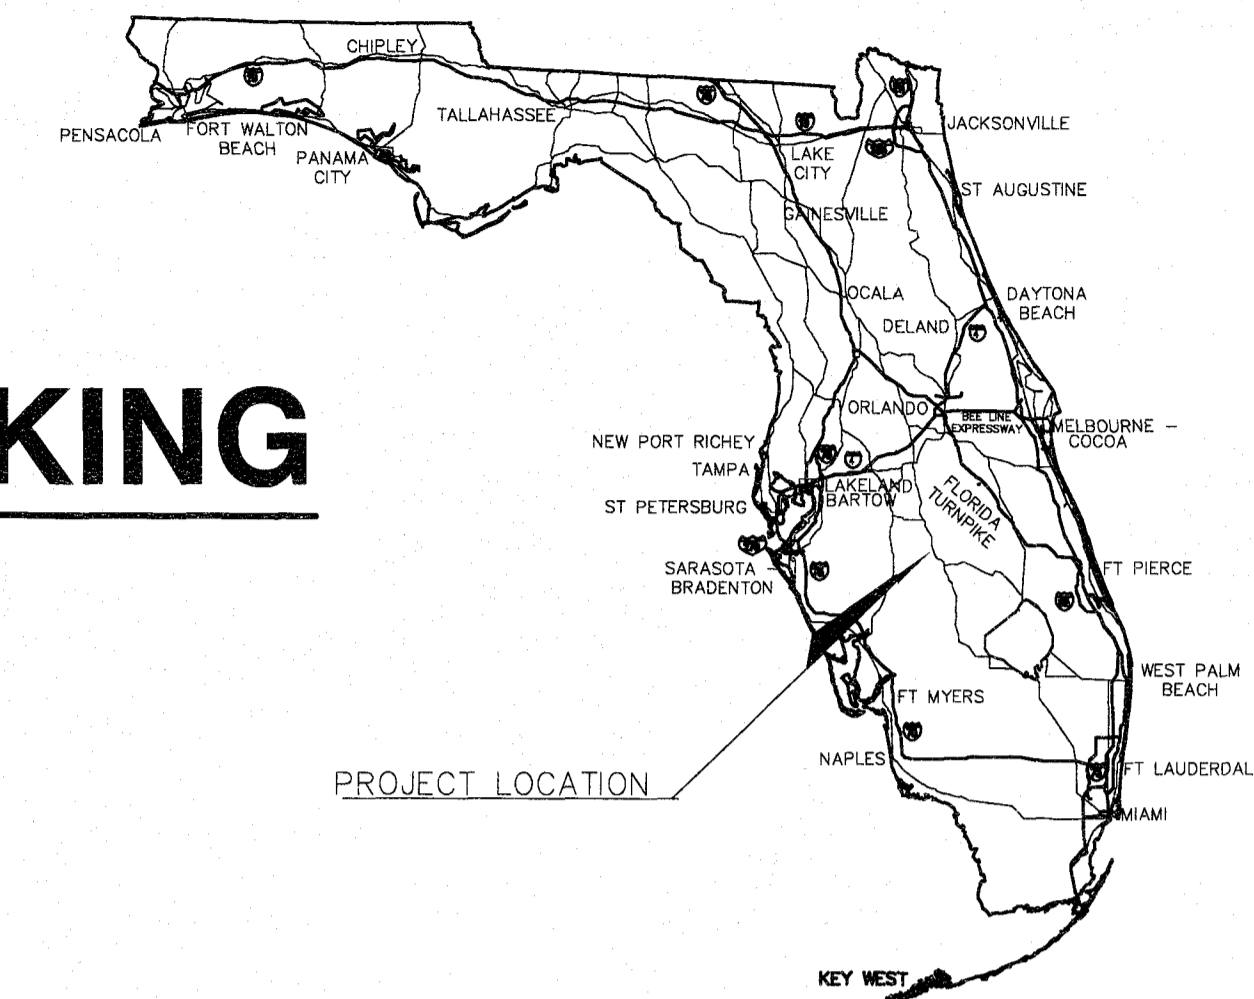 CHIPLEY
PENSACOLA
FORT WALTON
BEACH
PANAMA
CITY
TALLAHASSEE
JACKSONVILLE
LAKE
CITY
ST AUGUSTINE
GAINESVILLE
OCALA
DAYTONA
BEACH
DELAND
ORLANDO
BEE LINE
EXPRESSWAY
MELBOURNE -
COCOA
KING
NEW PORT RICHEY
TAMPA
LAKELAND
BARTOW
ST PETERSBURG
FLORIDA
TURNPIKE
SARASOTA -
BRADENTON
FT PIERCE
WEST PALM
BEACH
FT MYERS
PROJECT LOCATION
NAPLES
FT LAUDERDAL
MIAMI
KEY WEST